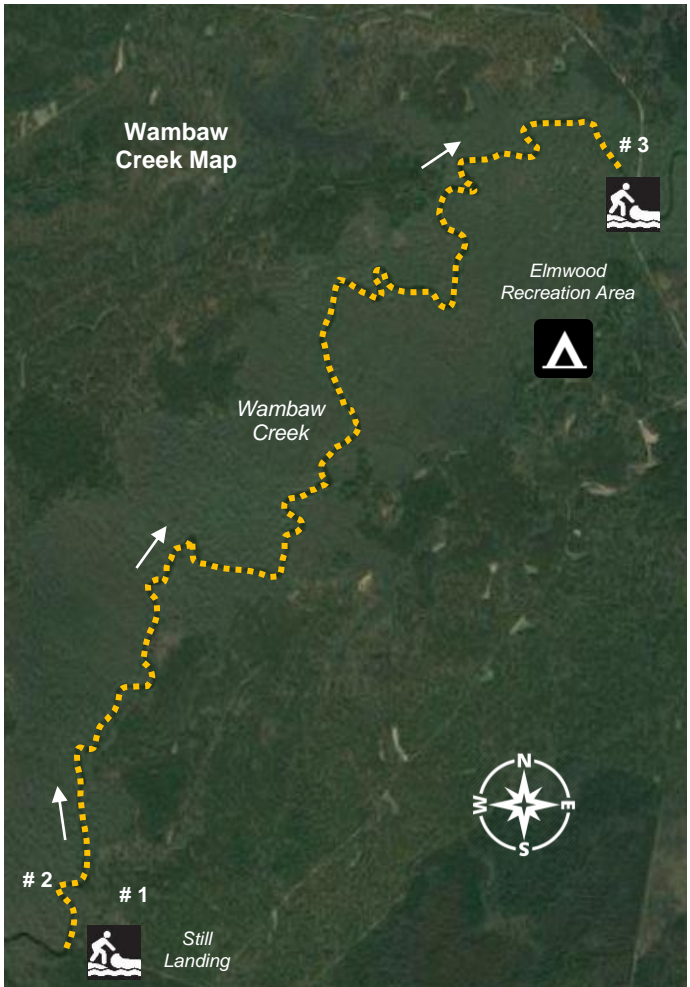 Wambaw
Creek Map
# 3
Elmwood
Recreation Area
Wambaw
Creek
N
W
E
S
# 2
# 1
Still
Landing